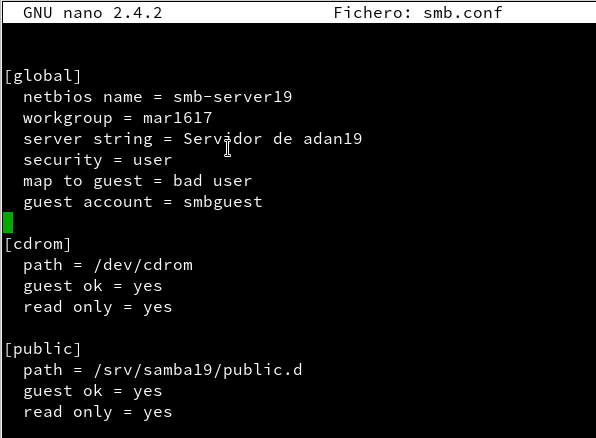 GNU nano 2.4.2 Fichero: smb.conf
[global]
netbios name = smb-server19
workgroup = mar1617
server string = Servidor de adan19
security = user
map to guest = bad user
guest account = smbguest
[cdrom]
path = /dev/cdrom
guest ok = yes
read only = yes
[public]
path = /srv/samba19/public.d
guest ok = yes
read only = yes